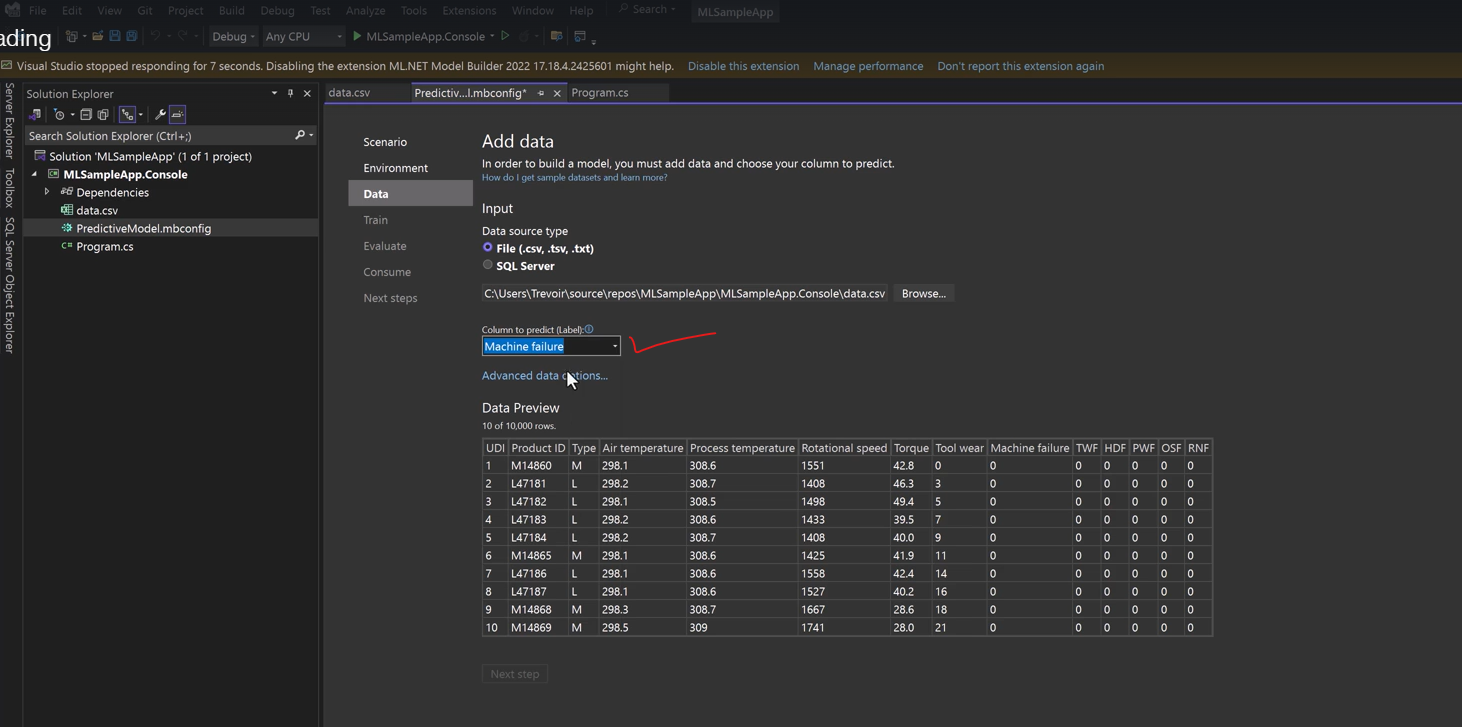 File Edit View Git Project Build Debug Test Analyze Tools Extensions Window Help Search MLSampleApp
ading Debug Any CPU MLSampleApp.Console
Visual Studio stopped responding for 7 seconds. Disabling the extension ML.NET Model Builder 2022 17.18.4.2425601 might help. Disable this extension Manage performance Don't report this extension again
Server Explorer
Toolbox
SQL Server Object Explorer
Solution Explorer
Search Solution Explorer (Ctrl+;)
Solution 'MLSampleApp' (1 of 1 project)
MLSampleApp.Console
Dependencies
data.csv
PredictiveModel.mbconfig
Program.cs
data.csv Predictiv...l.mbconfig* Program.cs
Scenario
Environment
Data
Train
Evaluate
Consume
Next steps
Add data
In order to build a model, you must add data and choose your column to predict.
How do I get sample datasets and learn more?
Input
Data source type
File (.csv, .tsv, .txt)
SQL Server
C:\Users\Trevoir\source\repos\MLSampleApp\MLSampleApp.Console\data.csv Browse...
Column to predict (Label):
Machine failure
Advanced data options...
Data Preview
10 of 10,000 rows.
UDI Product ID Type Air temperature Process temperature Rotational speed Torque Tool wear Machine failure TWF HDF PWF OSF RNF
1 M14860 M 298.1 308.6 1551 42.8 0 0 0 0 0 0 0
2 L47181 L 298.2 308.7 1408 46.3 3 0 0 0 0 0 0
3 L47182 L 298.1 308.5 1498 49.4 5 0 0 0 0 0 0
4 L47183 L 298.2 308.6 1433 39.5 7 0 0 0 0 0 0
5 L47184 L 298.2 308.7 1408 40.0 9 0 0 0 0 0 0
6 M14865 M 298.1 308.6 1425 41.9 11 0 0 0 0 0 0
7 L47186 L 298.1 308.6 1558 42.4 14 0 0 0 0 0 0
8 L47187 L 298.1 308.6 1527 40.2 16 0 0 0 0 0 0
9 M14868 M 298.3 308.7 1667 28.6 18 0 0 0 0 0 0
10 M14869 M 298.5 309 1741 28.0 21 0 0 0 0 0 0
Next step